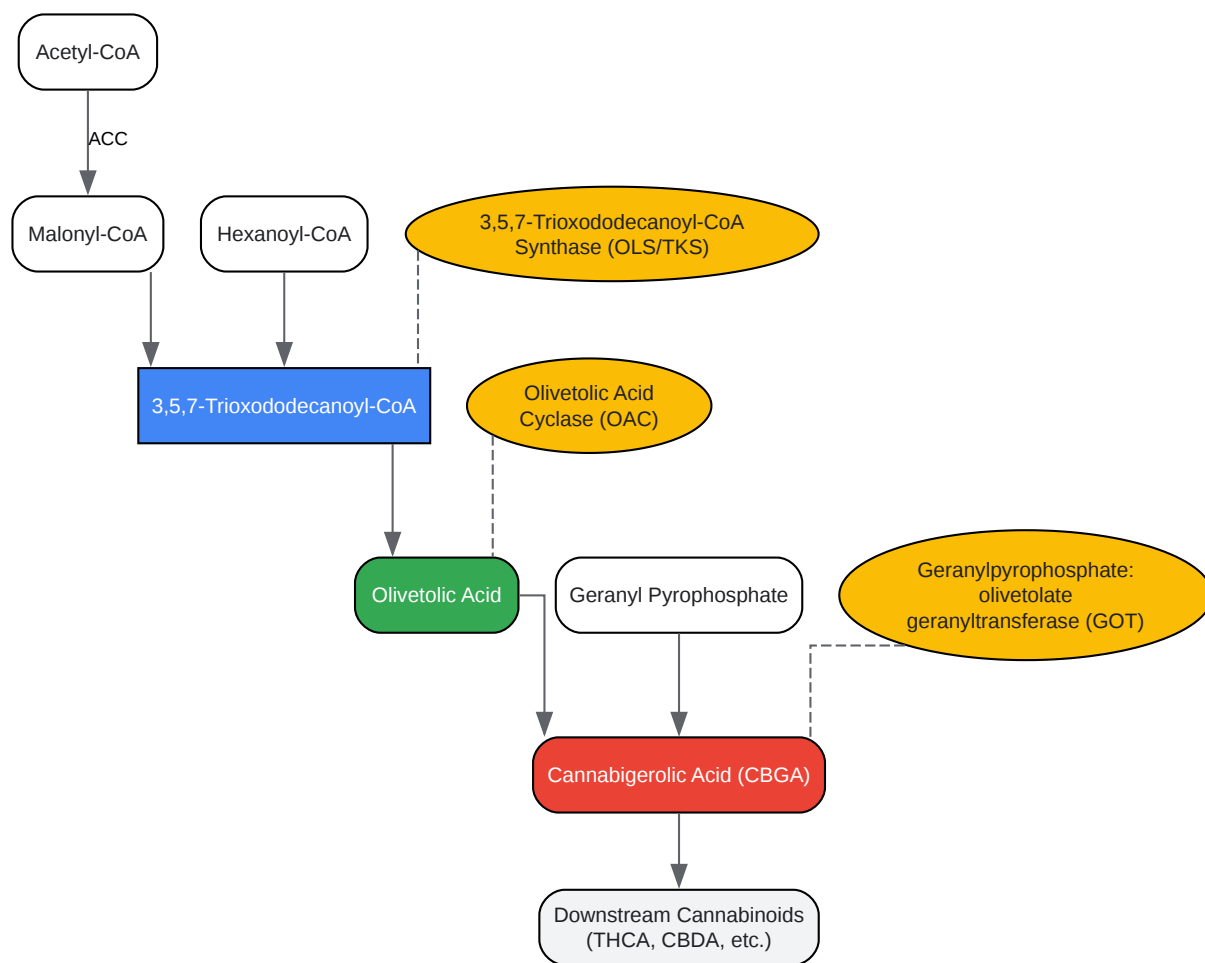 Acetyl-CoA
ACC
Malonyl-CoA
Hexanoyl-CoA
3,5,7-Trioxododecanoyl-CoA
Synthase (OLS/TKS)
3,5,7-Trioxododecanoyl-CoA
Olivetolic Acid
Cyclase (OAC)
Olivetolic Acid
Geranyl Pyrophosphate
Geranylpyrophosphate:
olivetolate
geranyltransferase (GOT)
Cannabigerolic Acid (CBGA)
Downstream Cannabinoids
(THCA, CBDA, etc.)